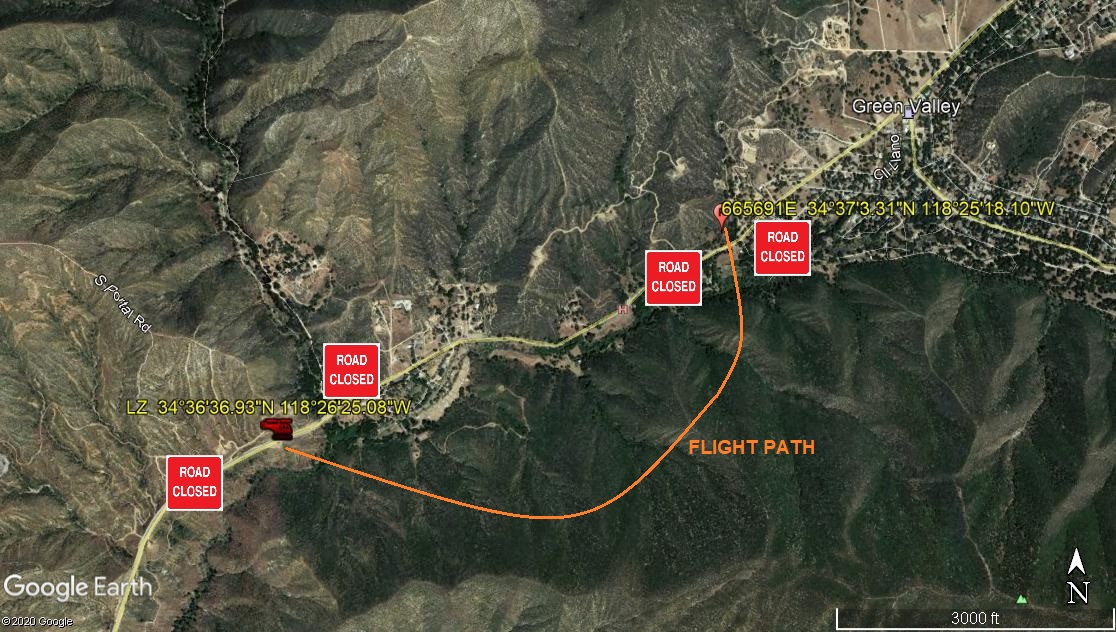 Green Valley
Cll Llano
665691E 34°37'3.31"N 118°25'18.10"W
ROAD
CLOSED
ROAD
CLOSED
S Portal Rd
H
ROAD
CLOSED
LZ 34°36'36.93"N 118°26'25.08"W
FLIGHT PATH
ROAD
CLOSED
Google Earth
©2020 Google
N
3000 ft